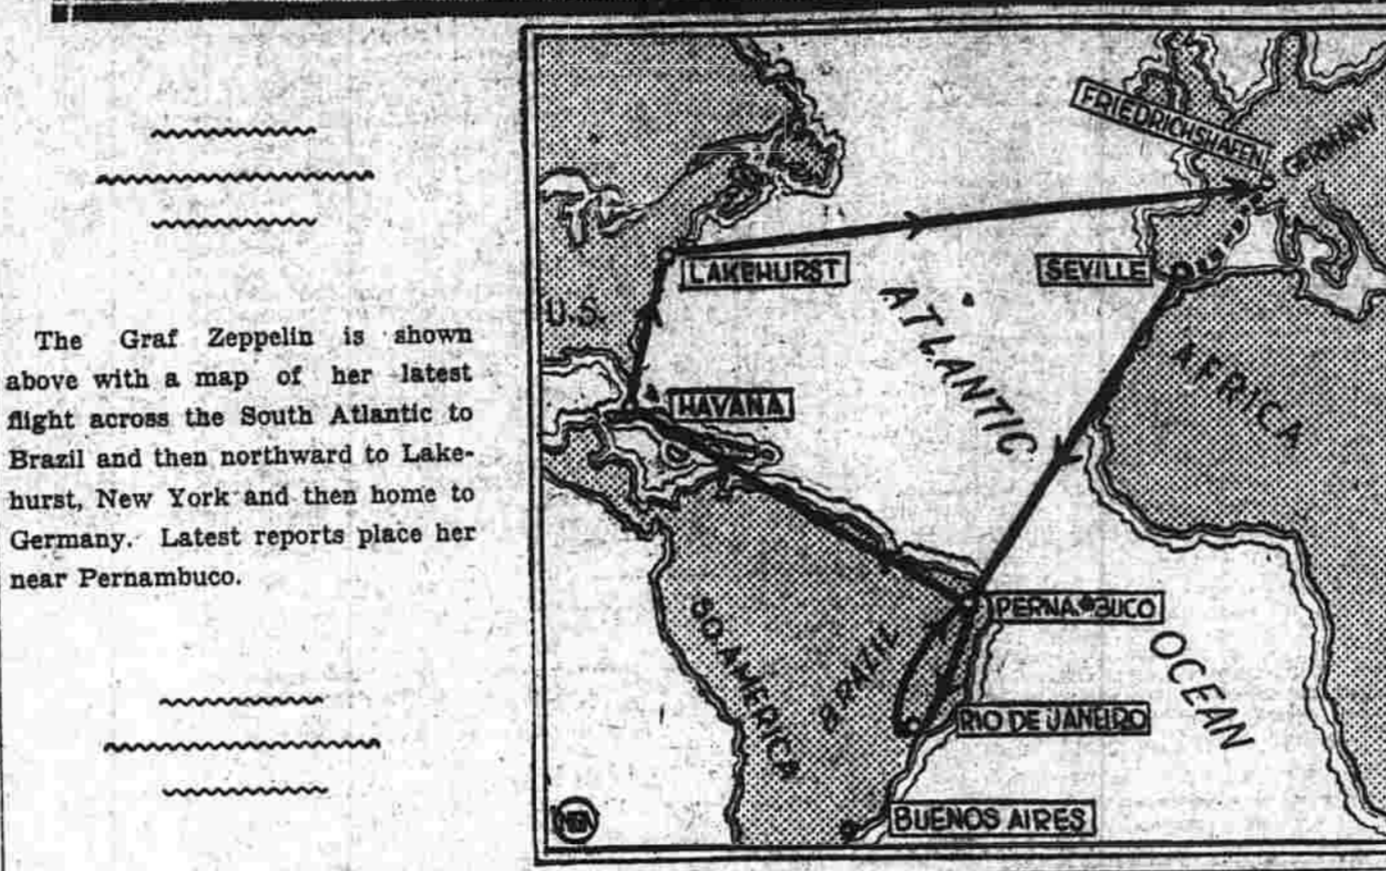 The Graf Zeppelin is shown
above with a map of her latest
flight across the South Atlantic to
Brazil and then northward to Lake-
hurst, New York and then home to
Germany. Latest reports place her
near Pernambuco.
FRIEDRICHSHAFEN
GERMANY
LAKEHURST
SEVILLE
U.S.
ATLANTIC
AFRICA
HAVANA
SO. AMERICA
BRAZIL
OCEAN
RIO DE JANEIRO
BUENOS AIRES